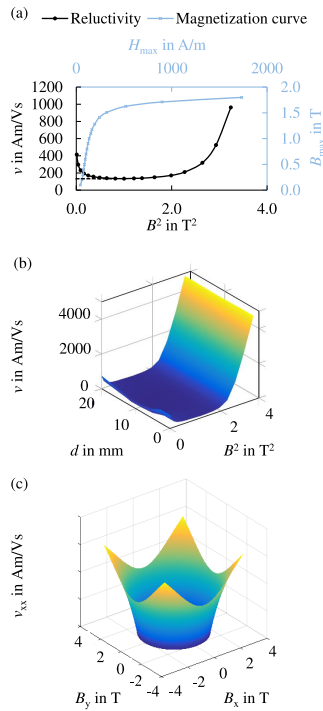 (a)
Reluctivity Magnetization curve
H_max in A/m
0 1000 2000
1200 2.0
1000
800 1.5
600 1.0
400
200 0.5
0 0.0
0.0 2.0 4.0
ν in Am/Vs
B_max in T
B² in T²
(b)
4000
2000
0
ν in Am/Vs
20
10
0
d in mm
0
2
4
B² in T²
(c)
ν_xx in Am/Vs
4
2
0
-2
-4
B_y in T
-4
-2
0
2
4
B_x in T